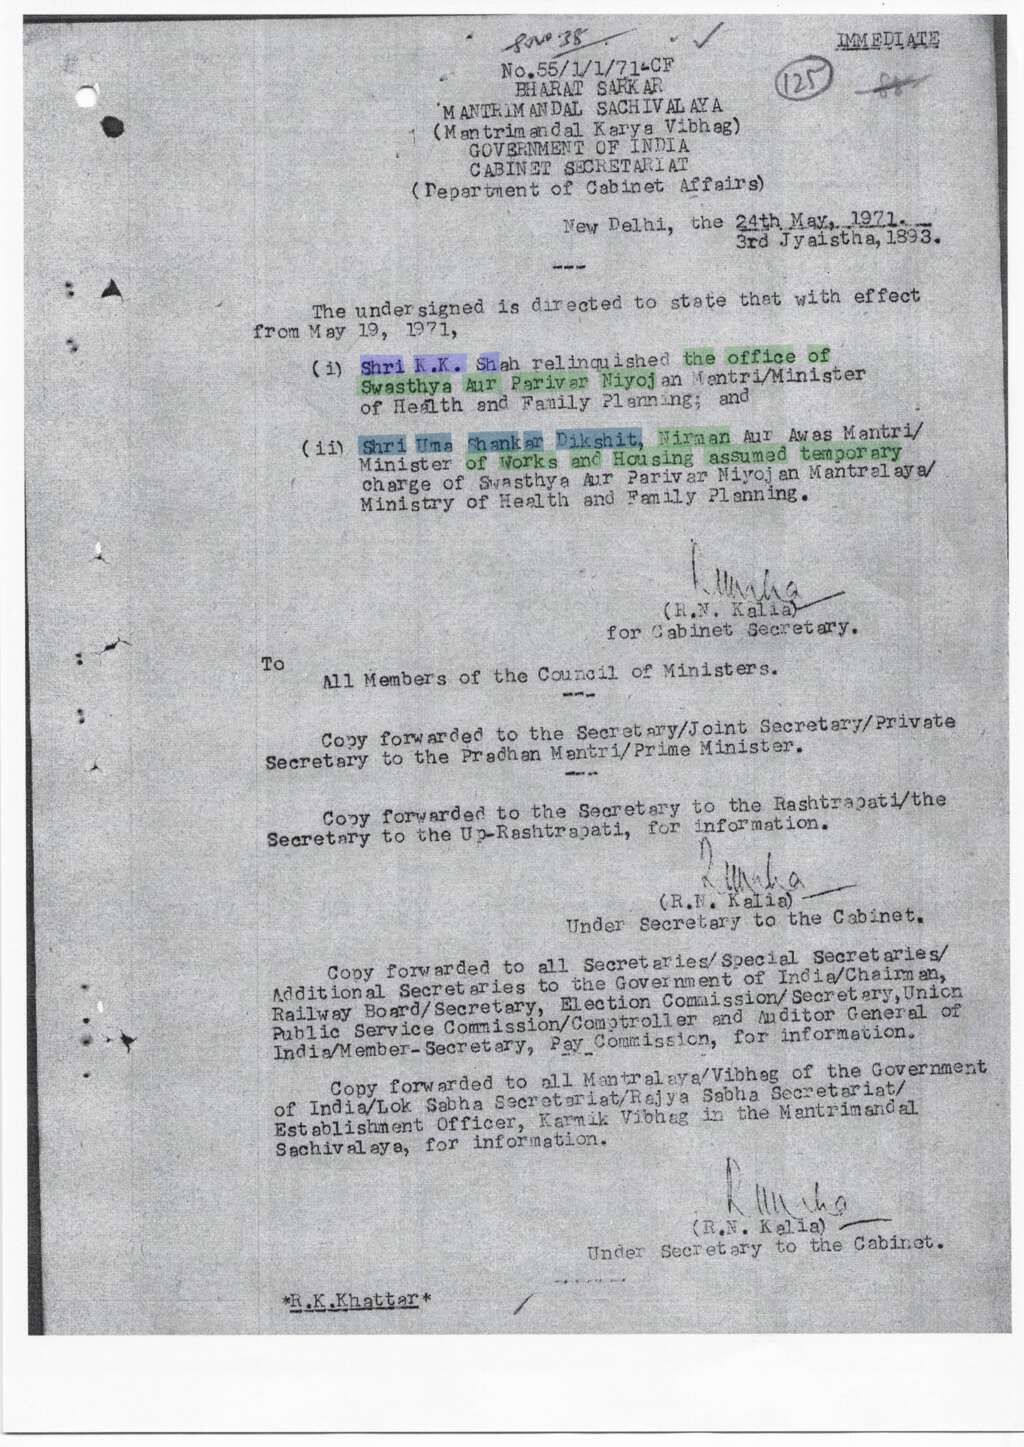 IMMEDIATE
No.55/1/1/71-CF
125
BHARAT SARKAR
MANTRIMANDAL SACHIVALAYA
(Mantrimandal Karya Vibhag)
GOVERNMENT OF INDIA
CABINET SECRETARIAT
(Department of Cabinet Affairs)
New Delhi, the 24th May, 1971.
3rd Jyaistha, 1893.
The undersigned is directed to state that with effect
from May 19, 1971,
(i) Shri K.K. Shah relinquished the office of
Swasthya Aur Parivar Niyojan Mantri/Minister
of Health and Family Planning; and
(ii) Shri Uma Shankar Dikshit, Nirman Aur Awas Mantri/
Minister of Works and Housing assumed temporary
charge of Swasthya Aur Parivar Niyojan Mantralaya/
Ministry of Health and Family Planning.
(R.N. Kalia)
for Cabinet Secretary.
To
All Members of the Council of Ministers.
Copy forwarded to the Secretary/Joint Secretary/Private
Secretary to the Pradhan Mantri/Prime Minister.
Copy forwarded to the Secretary to the Rashtrapati/the
Secretary to the Up-Rashtrapati, for information.
(R.N. Kalia)
Under Secretary to the Cabinet.
Copy forwarded to all Secretaries/Special Secretaries/
Additional Secretaries to the Government of India/Chairman,
Railway Board/Secretary, Election Commission/Secretary,Union
Public Service Commission/Comptroller and Auditor General of
India/Member-Secretary, Pay Commission, for information.
Copy forwarded to all Mantralaya/Vibhag of the Government
of India/Lok Sabha Secretariat/Rajya Sabha Secretariat/
Establishment Officer, Karmik Vibhag in the Mantrimandal
Sachivalaya, for information.
(R.N. Kalia)
Under Secretary to the Cabinet.
*R.K.Khattar*